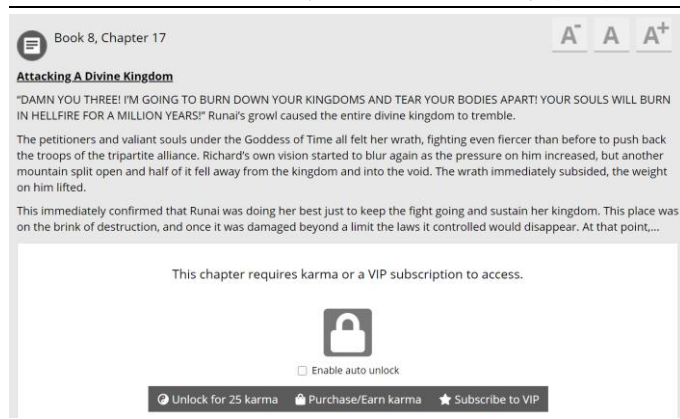 Book 8, Chapter 17
A- A A+
Attacking A Divine Kingdom
“DAMN YOU THREE! I’M GOING TO BURN DOWN YOUR KINGDOMS AND TEAR YOUR BODIES APART! YOUR SOULS WILL BURN
IN HELLFIRE FOR A MILLION YEARS!” Runai’s growl caused the entire divine kingdom to tremble.
The petitioners and valiant souls under the Goddess of Time all felt her wrath, fighting even fiercer than before to push back
the troops of the tripartite alliance. Richard’s own vision started to blur again as the pressure on him increased, but another
mountain split open and half of it fell away from the kingdom and into the void. The wrath immediately subsided, the weight
on him lifted.
This immediately confirmed that Runai was doing her best just to keep the fight going and sustain her kingdom. This place was
on the brink of destruction, and once it was damaged beyond a limit the laws it controlled would disappear. At that point,...
This chapter requires karma or a VIP subscription to access.
Enable auto unlock
Unlock for 25 karma Purchase/Earn karma Subscribe to VIP